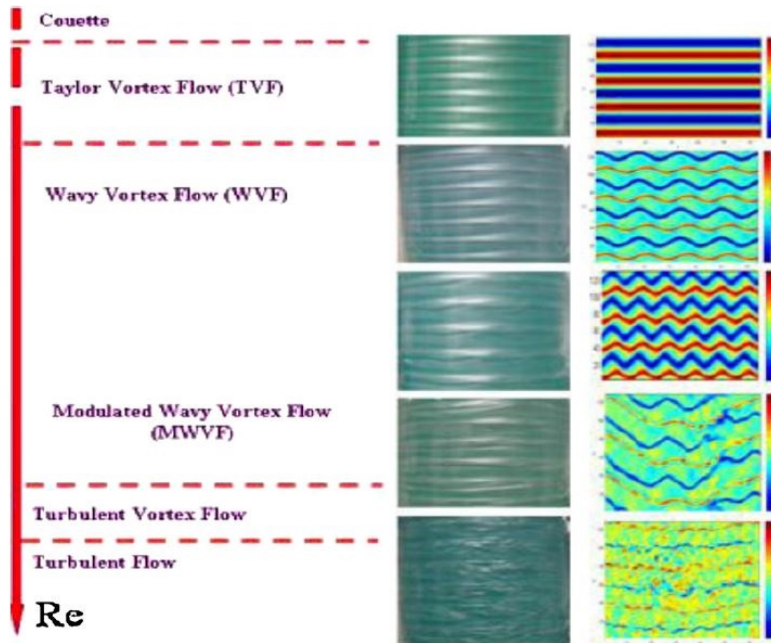 Couette
Taylor Vortex Flow (TVF)
Wavy Vortex Flow (WVF)
Modulated Wavy Vortex Flow
(MWVF)
Turbulent Vortex Flow
Turbulent Flow
Re